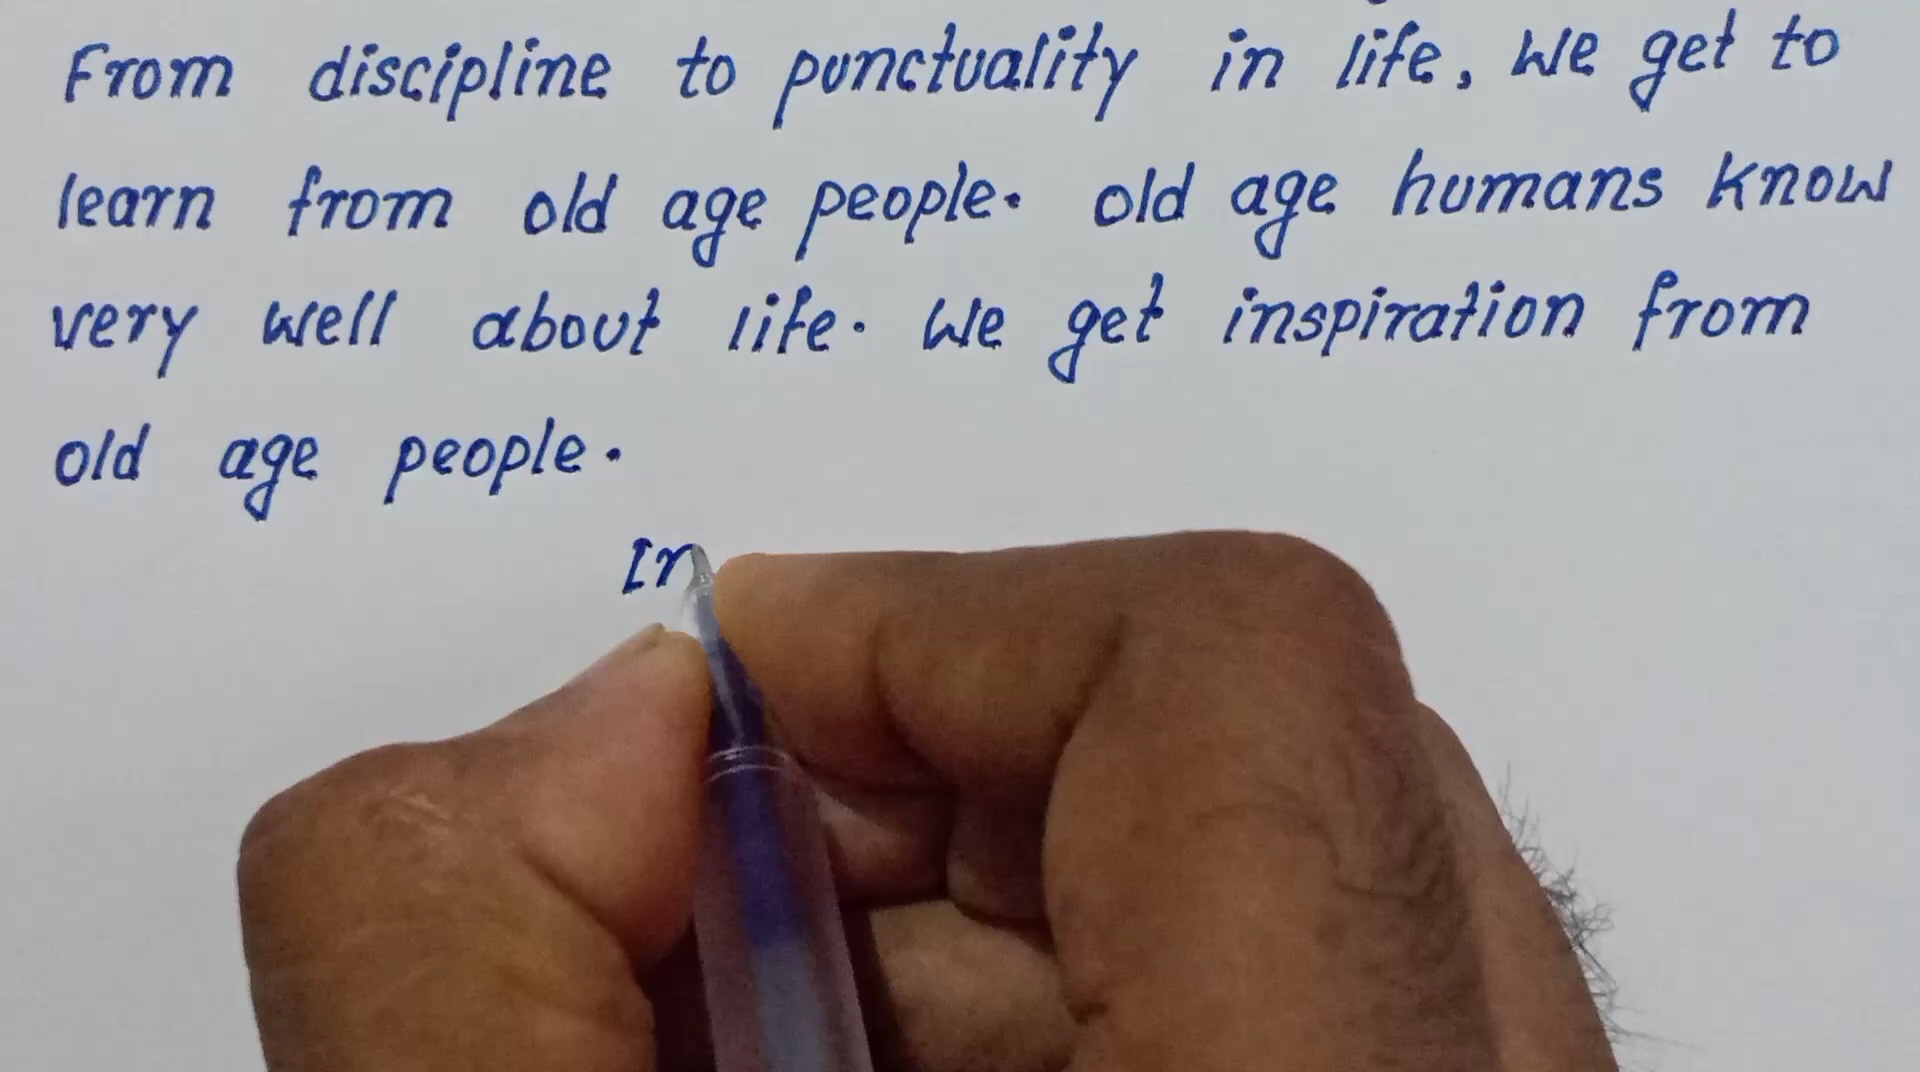 From discipline to punctuality in life, we get to
learn from old age people. old age humans know
very well about life. we get inspiration from
old age people.